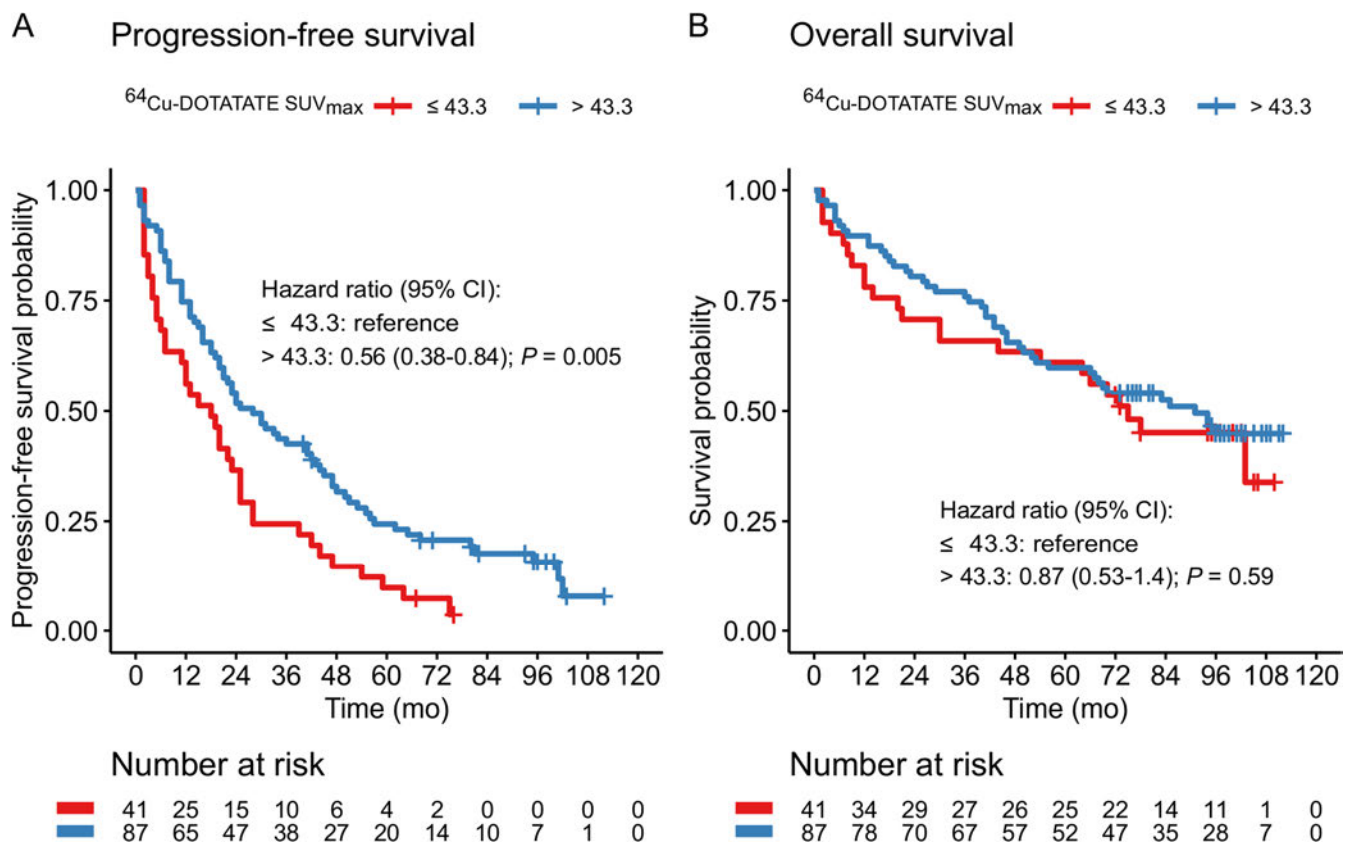 A Progression-free survival
64Cu-DOTATATE SUVmax ≤ 43.3 > 43.3
Progression-free survival probability
1.00
0.75
0.50
0.25
0.00
Hazard ratio (95% CI):
≤ 43.3: reference
> 43.3: 0.56 (0.38-0.84); P = 0.005
0 12 24 36 48 60 72 84 96 108 120
Time (mo)
Number at risk
41 25 15 10 6 4 2 0 0 0 0
87 65 47 38 27 20 14 10 7 1 0
B Overall survival
64Cu-DOTATATE SUVmax ≤ 43.3 > 43.3
Survival probability
1.00
0.75
0.50
0.25
0.00
Hazard ratio (95% CI):
≤ 43.3: reference
> 43.3: 0.87 (0.53-1.4); P = 0.59
0 12 24 36 48 60 72 84 96 108 120
Time (mo)
Number at risk
41 34 29 27 26 25 22 14 11 1 0
87 78 70 67 57 52 47 35 28 7 0